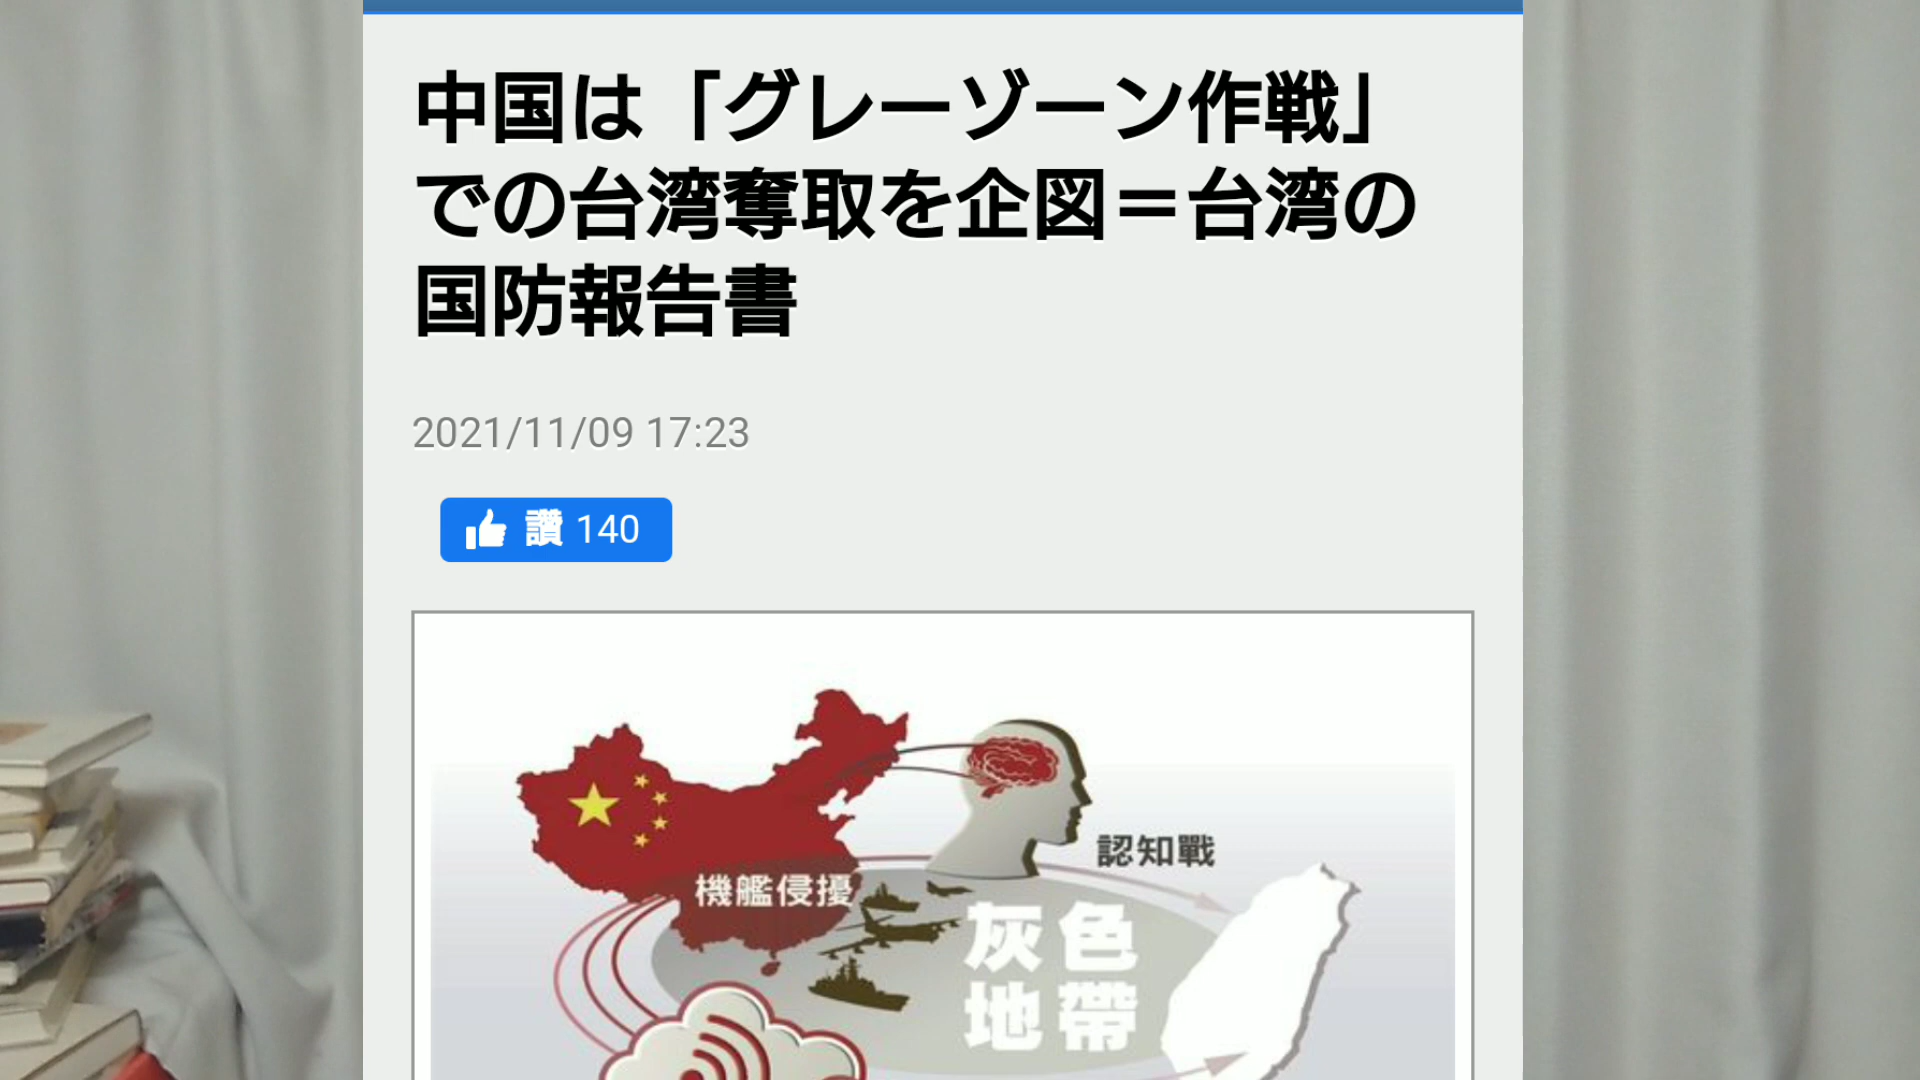 中国は「グレーゾーン作戦」
での台湾奪取を企図＝台湾の
国防報告書
2021/11/09 17:23
讚 140
認知戰
機艦侵擾
灰色
地帶